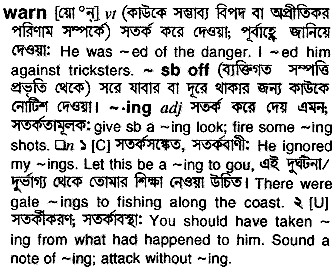 warn [য়ো°ন্] vt (কাউকে সম্ভাব্য বিপদ বা অপ্রীতিকর
পরিণাম সম্পর্কে) সতর্ক করে দেওয়া; পূর্বাহ্ণে জানিয়ে
দেওয়া: He was ~ed of the danger. I ~ed him
against tricksters. ~ sb off (ব্যক্তিগত সম্পত্তি
প্রভৃতি থেকে) সরে যাবার বা দূরে থাকার জন্য কাউকে
নোটিশ দেওয়া। ~·ing adj সতর্ক করে দেয় এমন;
সতর্কতামূলক: give sb a ~ing look; fire some ~ing
shots. □n ১ [C] সতর্কসঙ্কেত, সতর্কবাণী: He ignored
my ~ings. Let this be a ~ing to gou, এই দুর্ঘটনা/
দুর্ভাগ্য থেকে তোমার শিক্ষা নেওয়া উচিত। There were
gale ~ings to fishing along the coast. ২ [U]
সতর্কীকরণ; সতর্কাবস্থা: You should have taken ~
ing from what had happened to him. Sound a
note of ~ing; attack without ~ing.